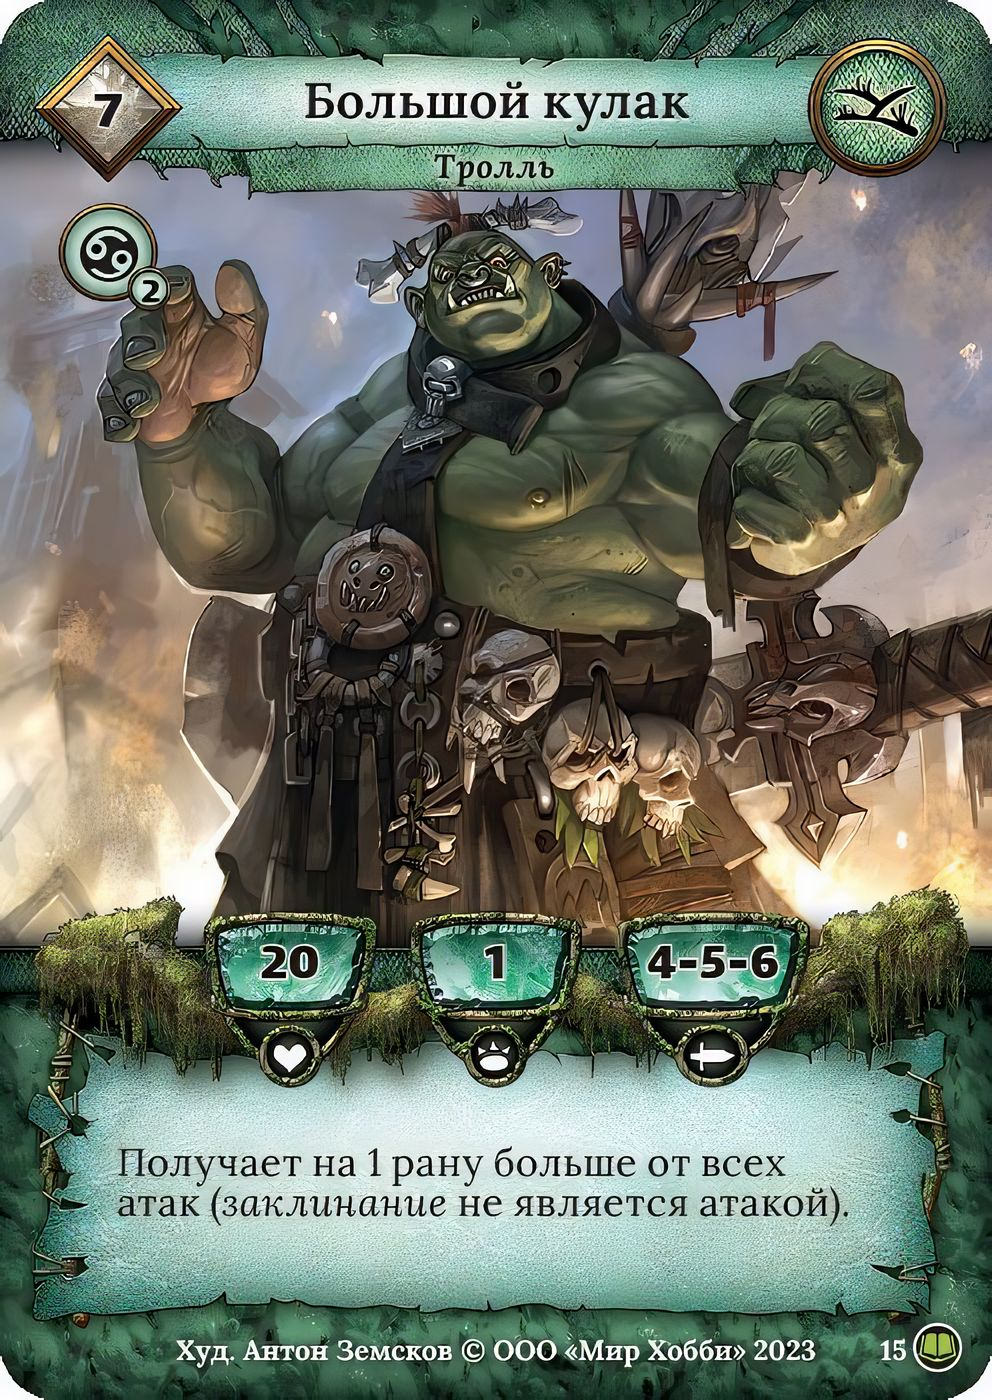 7
Большой кулак
Тролль
2
20
1
4-5-6
Получает на 1 рану больше от всех
атак (заклинание не является атакой).
Худ. Антон Земсков © ООО «Мир Хобби» 2023
15